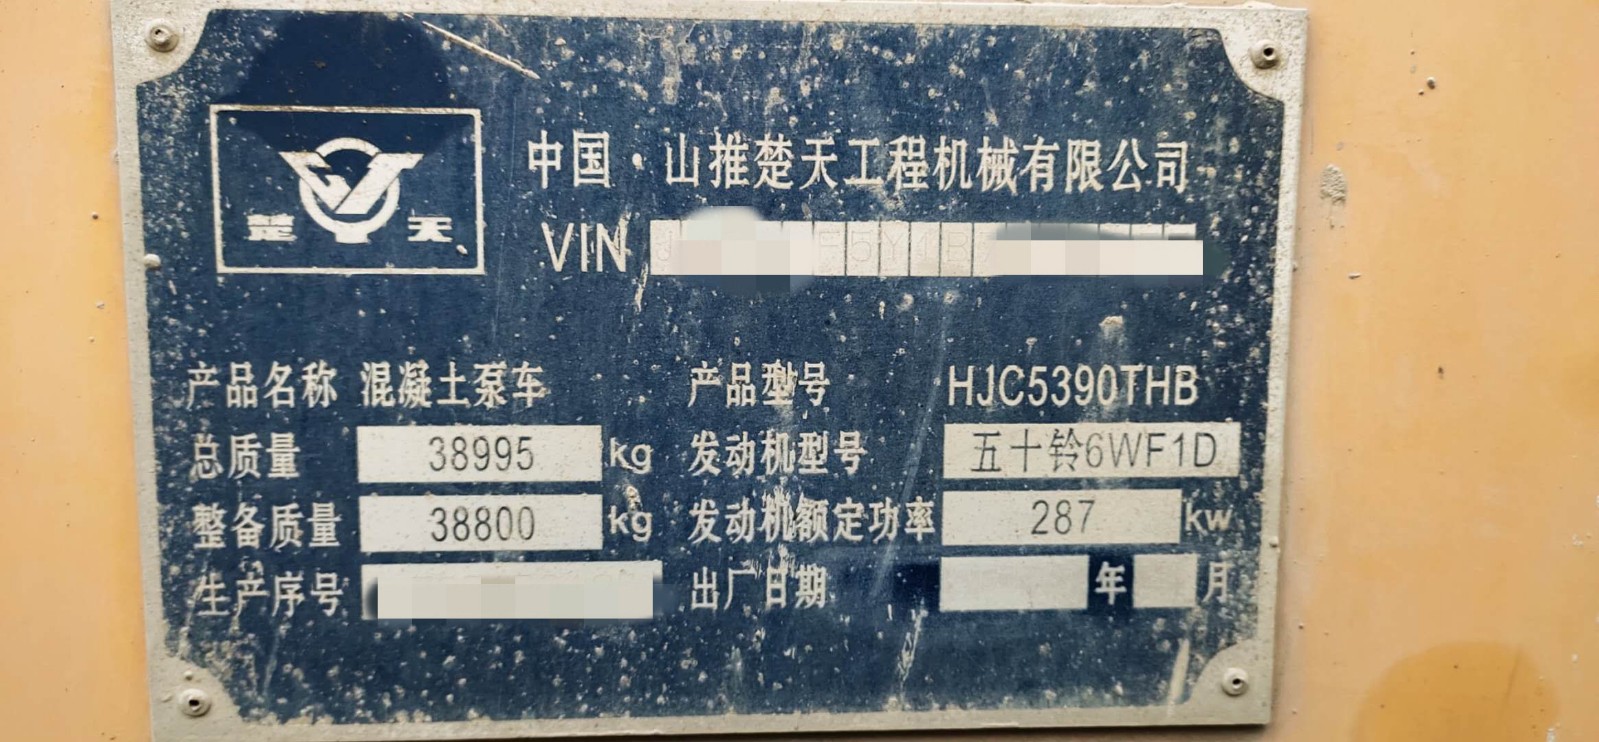 楚天
中国·山推楚天工程机械有限公司
VIN
产品名称 混凝土泵车 产品型号 HJC5390THB
总质量 38995 kg 发动机型号 五十铃6WF1D
整备质量 38800 kg 发动机额定功率 287 kw
生产序号 出厂日期 年 月